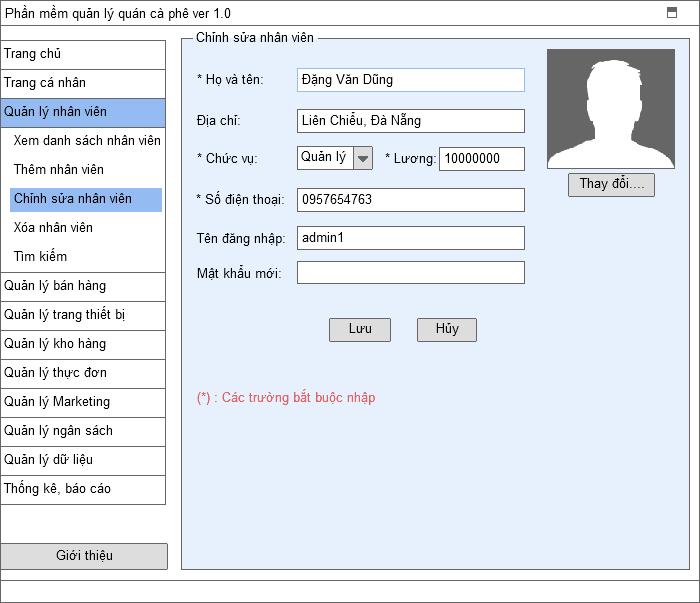 Phần mềm quản lý quán cà phê ver 1.0
Trang chủ
Trang cá nhân
Quản lý nhân viên
Xem danh sách nhân viên
Thêm nhân viên
Chỉnh sửa nhân viên
Xóa nhân viên
Tìm kiếm
Quản lý bán hàng
Quản lý trang thiết bị
Quản lý kho hàng
Quản lý thực đơn
Quản lý Marketing
Quản lý ngân sách
Quản lý dữ liệu
Thống kê, báo cáo
Giới thiệu
Chỉnh sửa nhân viên
* Họ và tên: Đặng Văn Dũng
Địa chỉ: Liên Chiểu, Đà Nẵng
* Chức vụ: Quản lý * Lương: 10000000
* Số điện thoại: 0957654763
Tên đăng nhập: admin1
Mật khẩu mới:
Thay đổi....
Lưu Hủy
(*) : Các trường bắt buộc nhập